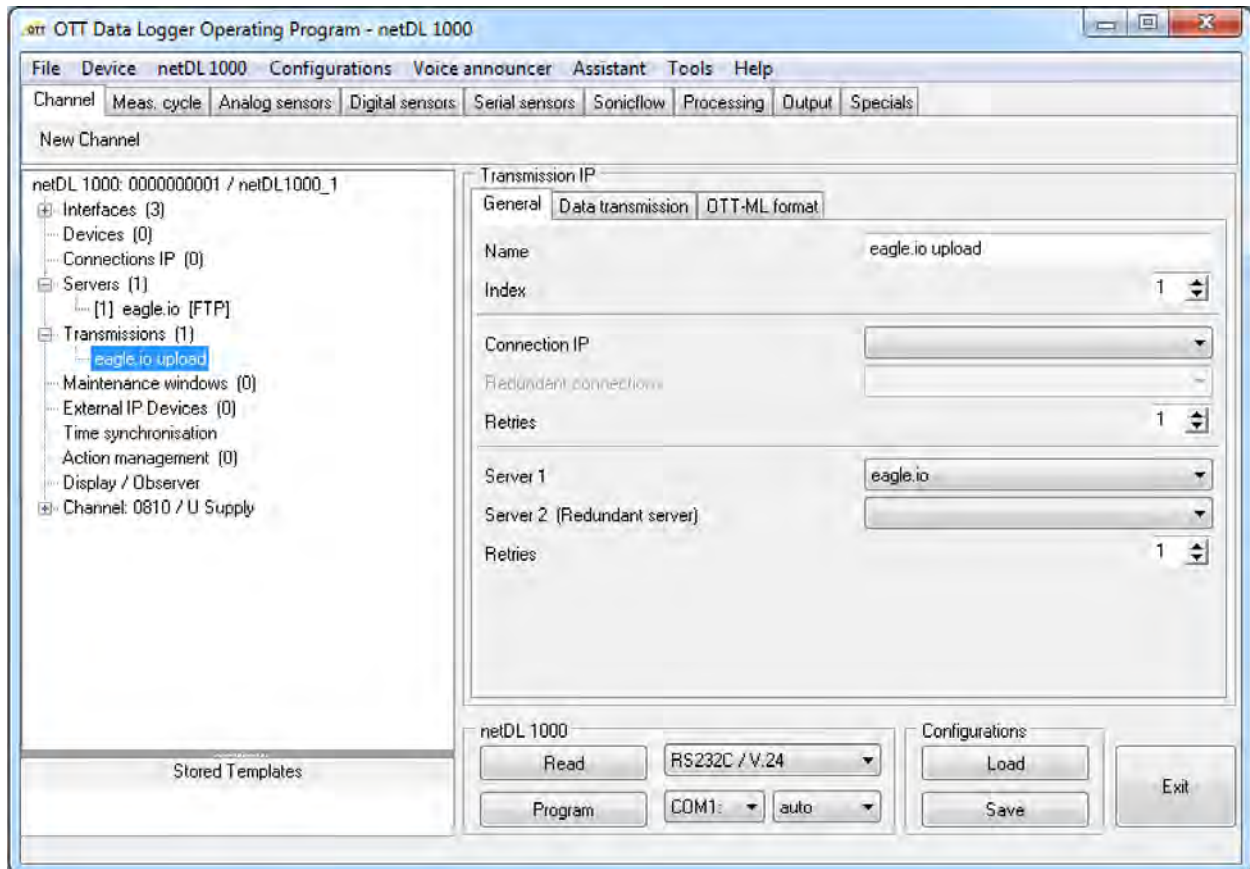 OTT OTT Data Logger Operating Program - netDL 1000
File Device netDL 1000 Configurations Voice announcer Assistant Tools Help
Channel Meas. cycle Analog sensors Digital sensors Serial sensors Sonicflow Processing Output Specials
New Channel
netDL 1000: 0000000001 / netDL1000_1
Interfaces (3)
Devices (0)
Connections IP (0)
Servers (1)
[1] eagle.io [FTP]
Transmissions (1)
eagle.io upload
Maintenance windows (0)
External IP Devices (0)
Time synchronisation
Action management (0)
Display / Observer
Channel: 0810 / U Supply
Stored Templates
Transmission IP
General Data transmission OTT-ML format
Name eagle.io upload
Index 1
Connection IP
Redundant connections
Retries 1
Server 1 eagle.io
Server 2 (Redundant server)
Retries 1
netDL 1000
Read RS232C / V.24
Program COM1: auto
Configurations
Load
Save
Exit